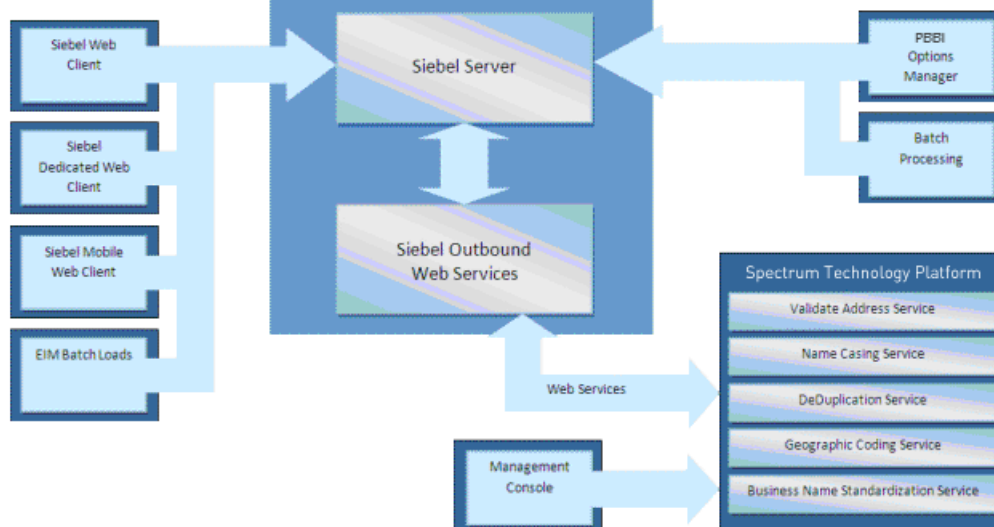 Siebel Web
Client
Siebel
Dedicated Web
Client
Siebel Mobile
Web Client
EIM Batch Loads
Siebel Server
Siebel Outbound
Web Services
PBBI
Options
Manager
Batch
Processing
Web Services
Management
Console
Spectrum Technology Platform
Validate Address Service
Name Casing Service
DeDuplication Service
Geographic Coding Service
Business Name Standardization Service